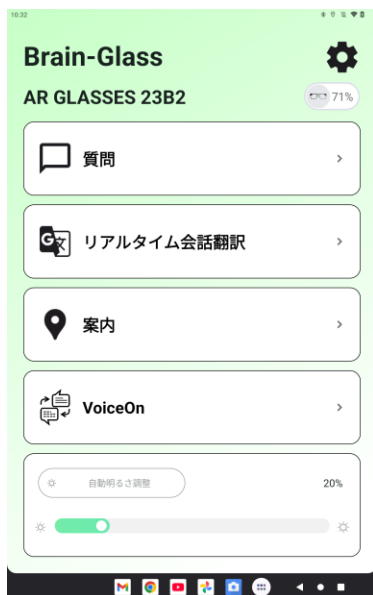 10:32
Brain-Glass
AR GLASSES 23B2
71%
質問
リアルタイム会話翻訳
案内
VoiceOn
自動明るさ調整
20%